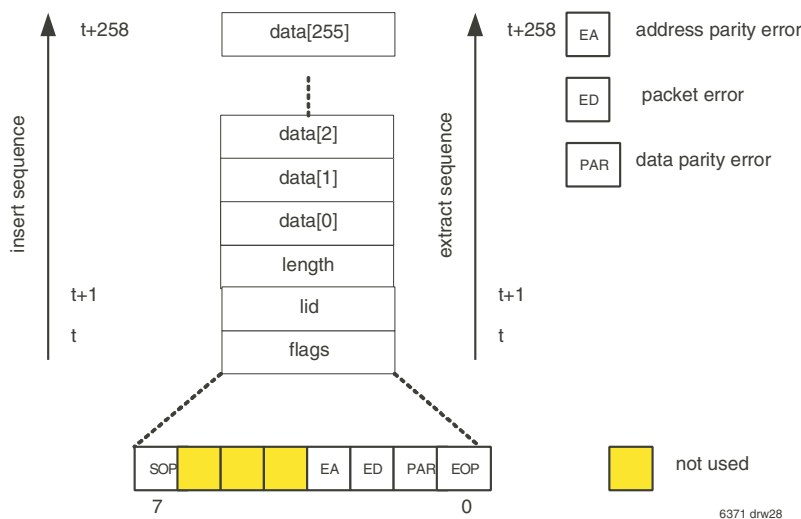 t+258
data[255]
t+258
EA
address parity error
ED
packet error
PAR
data parity error
insert sequence
data[2]
data[1]
data[0]
length
lid
flags
extract sequence
t+1
t
t+1
t
SOP
EA
ED
PAR
EOP
7
0
not used
6371 drw28